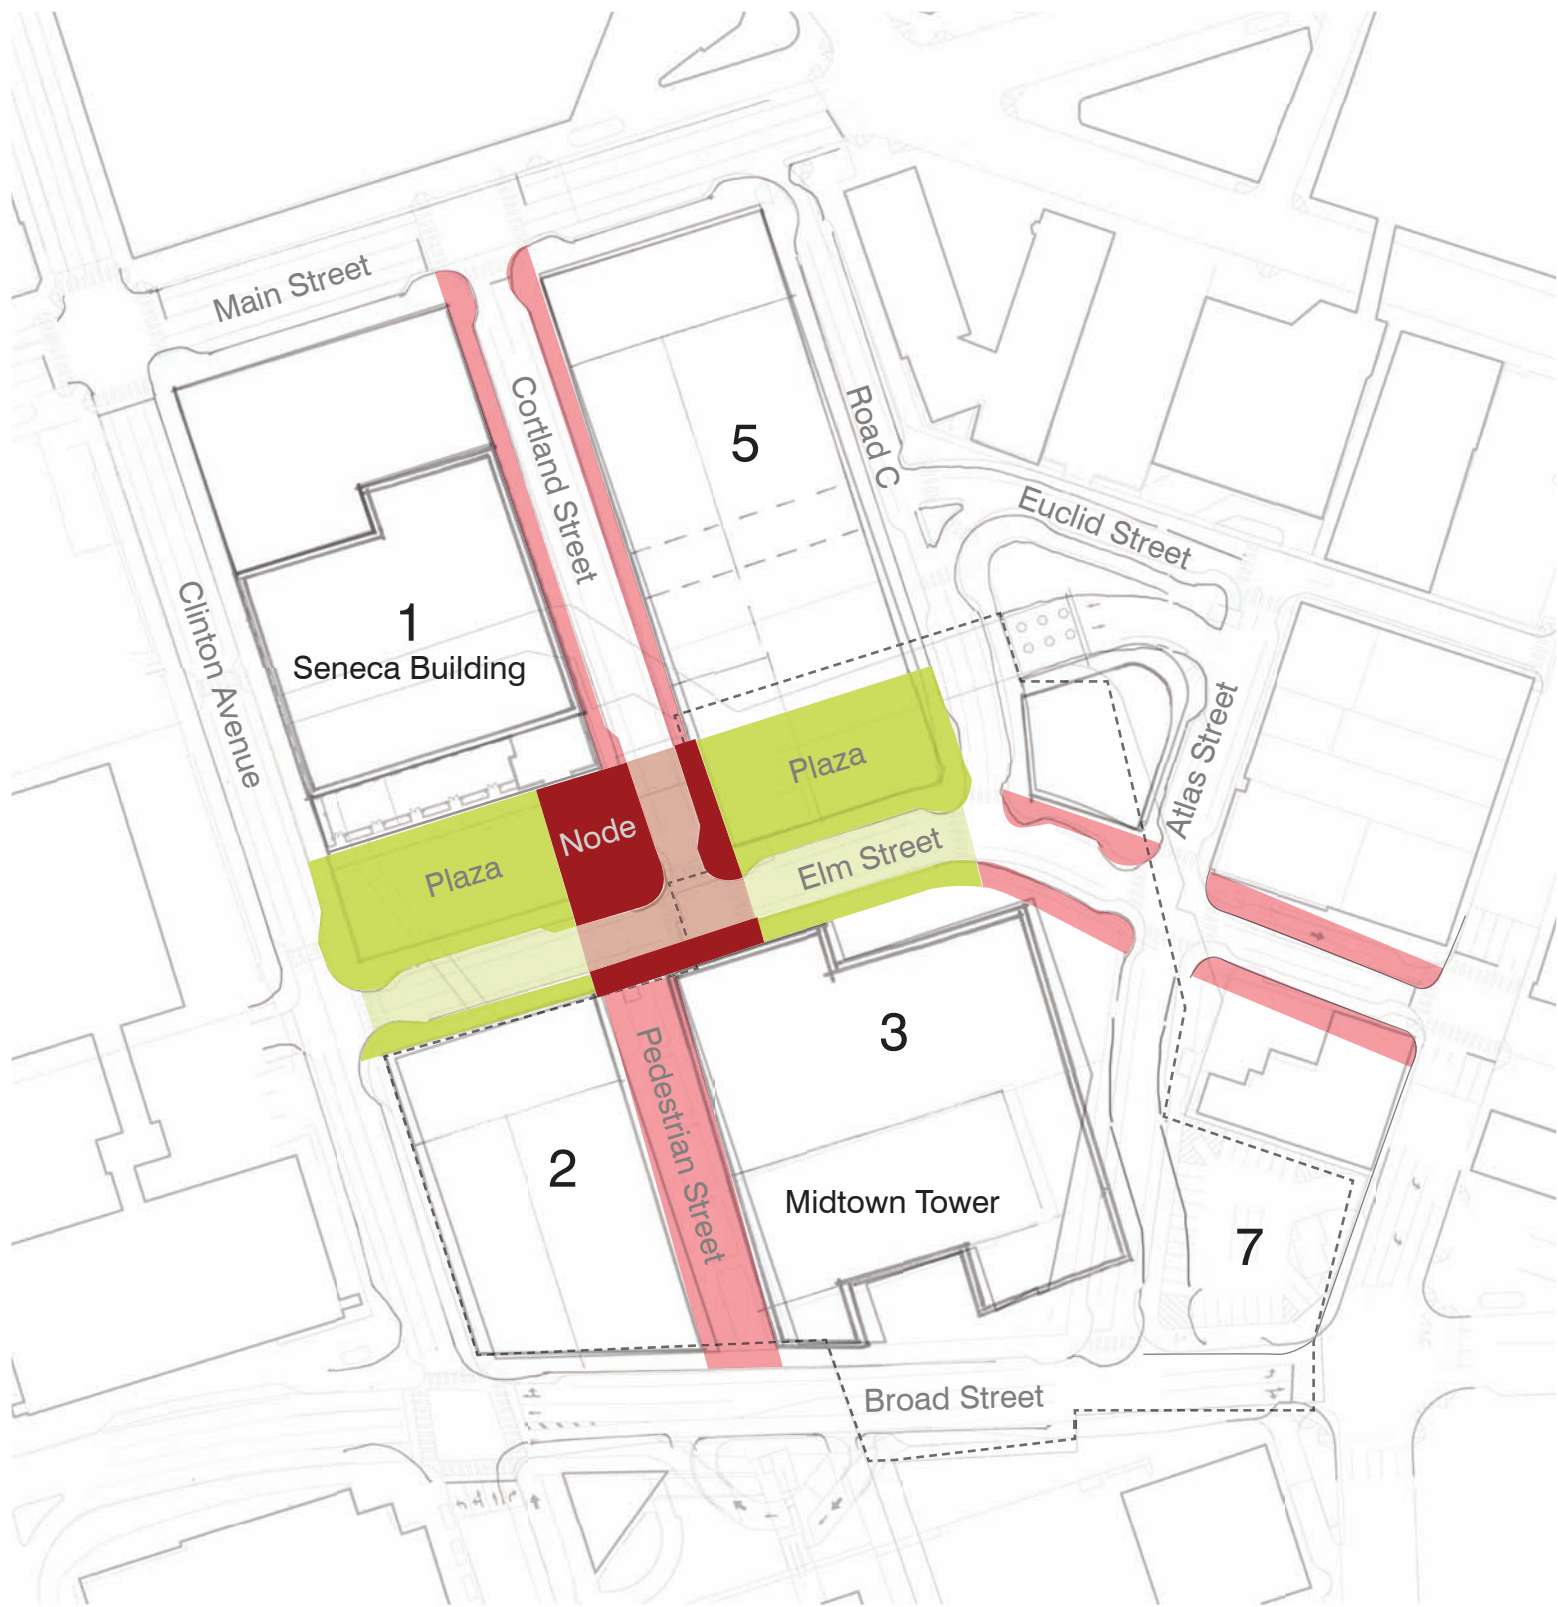 Main Street
Cortland Street
5
Road C
Euclid Street
1
Seneca Building
Clinton Avenue
Atlas Street
Plaza
Node
Plaza
Elm Street
3
Pedestrian Street
2
Midtown Tower
7
Broad Street